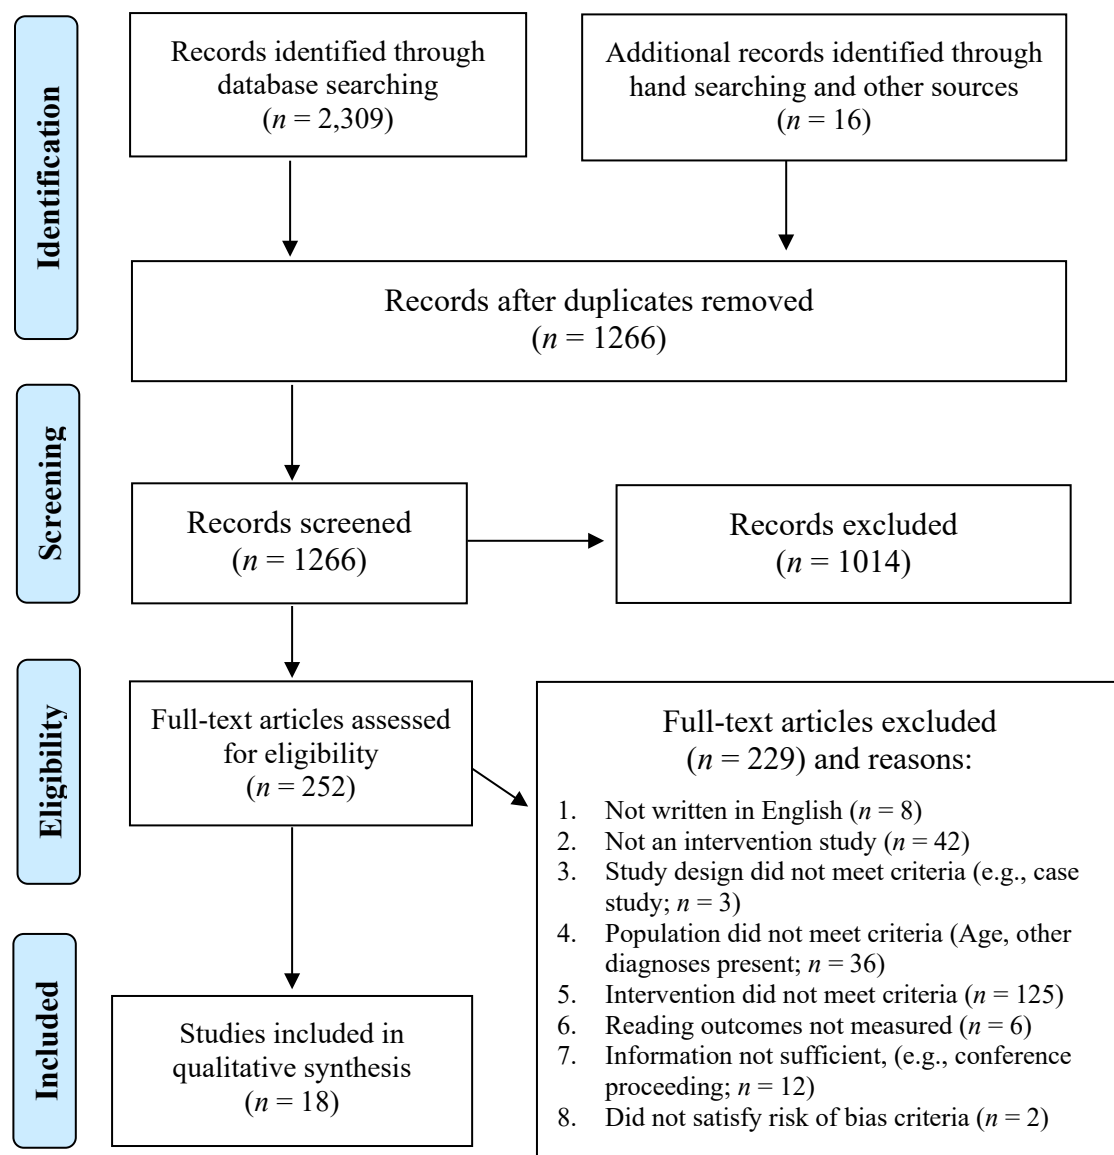 Identification
Records identified through
database searching
(n = 2,309)
Additional records identified through
hand searching and other sources
(n = 16)
Records after duplicates removed
(n = 1266)
Screening
Records screened
(n = 1266)
Records excluded
(n = 1014)
Eligibility
Full-text articles assessed
for eligibility
(n = 252)
Full-text articles excluded
(n = 229) and reasons:
1. Not written in English (n = 8)
2. Not an intervention study (n = 42)
3. Study design did not meet criteria (e.g., case
study; n = 3)
4. Population did not meet criteria (Age, other
diagnoses present; n = 36)
5. Intervention did not meet criteria (n = 125)
6. Reading outcomes not measured (n = 6)
7. Information not sufficient, (e.g., conference
proceeding; n = 12)
8. Did not satisfy risk of bias criteria (n = 2)
Included
Studies included in
qualitative synthesis
(n = 18)